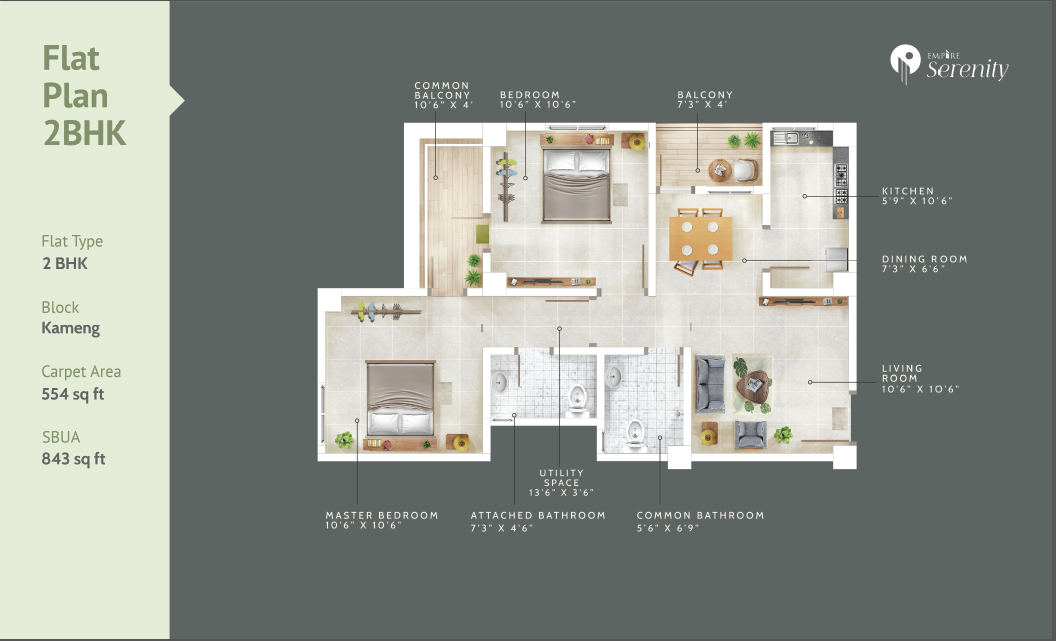 Flat
Plan
2BHK
Flat Type
2 BHK
Block
Kameng
Carpet Area
554 sq ft
SBUA
843 sq ft
EMPIRE
Serenity
COMMON
BALCONY
10'6" X 4'
BEDROOM
10'6" X 10'6"
BALCONY
7'3" X 4'
KITCHEN
5'9" X 10'6"
DINING ROOM
7'3" X 6'6"
LIVING
ROOM
10'6" X 10'6"
UTILITY
SPACE
13'6" X 3'6"
MASTER BEDROOM
10'6" X 10'6"
ATTACHED BATHROOM
7'3" X 4'6"
COMMON BATHROOM
5'6" X 6'9"